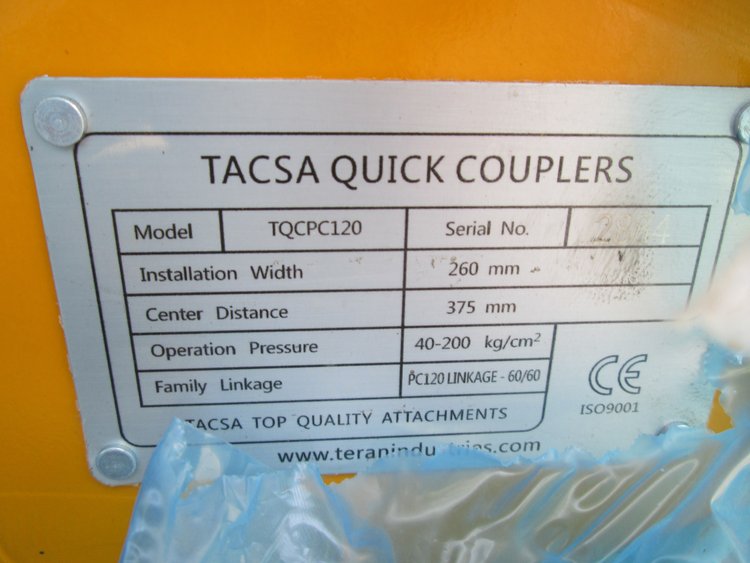 TACSA QUICK COUPLERS
Model TQCPC120 Serial No.
Installation Width 260 mm
Center Distance 375 mm
Operation Pressure 40-200 kg/cm²
Family Linkage PC120 LINKAGE - 60/60
TACSA TOP QUALITY ATTACHMENTS
CE
ISO9001